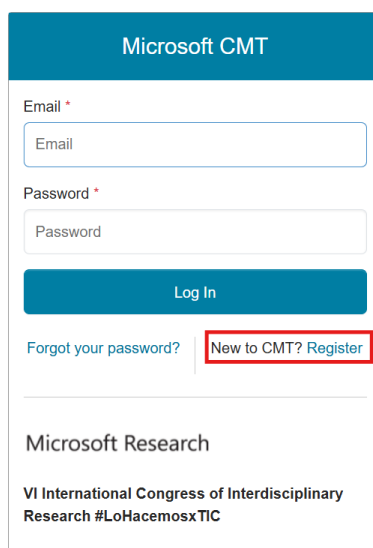 Microsoft CMT
Email *
Email
Password *
Password
Log In
Forgot your password? New to CMT? Register
Microsoft Research
VI International Congress of Interdisciplinary
Research #LoHacemosxTIC